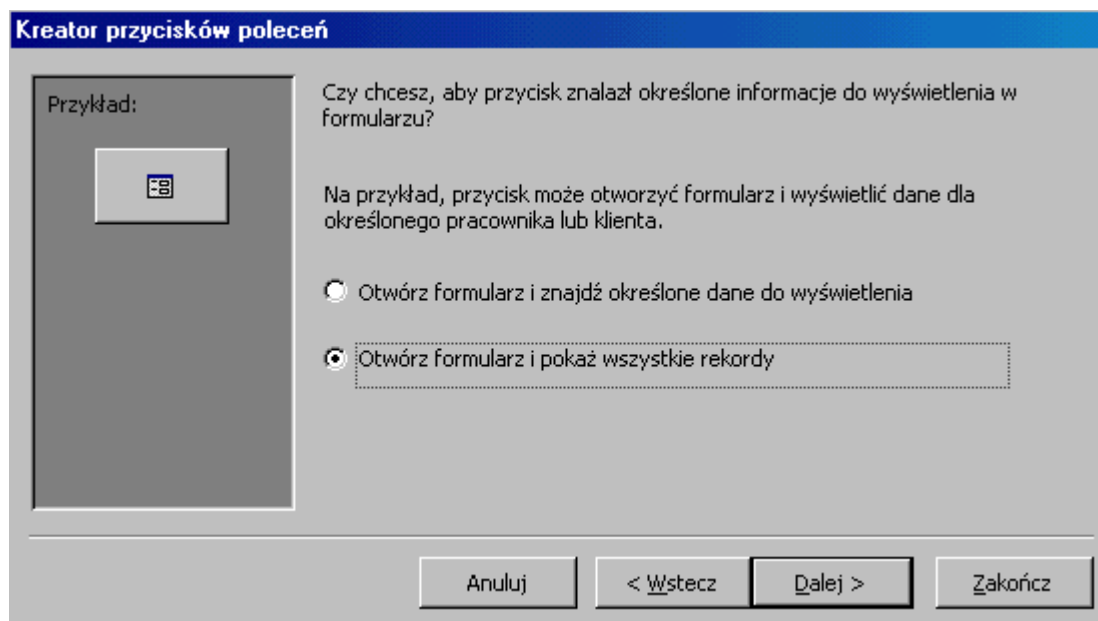 Kreator przycisków poleceń
Przykład:
Czy chcesz, aby przycisk znalazł określone informacje do wyświetlenia w
formularzu?
Na przykład, przycisk może otworzyć formularz i wyświetlić dane dla
określonego pracownika lub klienta.
Otwórz formularz i znajdź określone dane do wyświetlenia
Otwórz formularz i pokaż wszystkie rekordy
Anuluj
< Wstecz
Dalej >
Zakończ